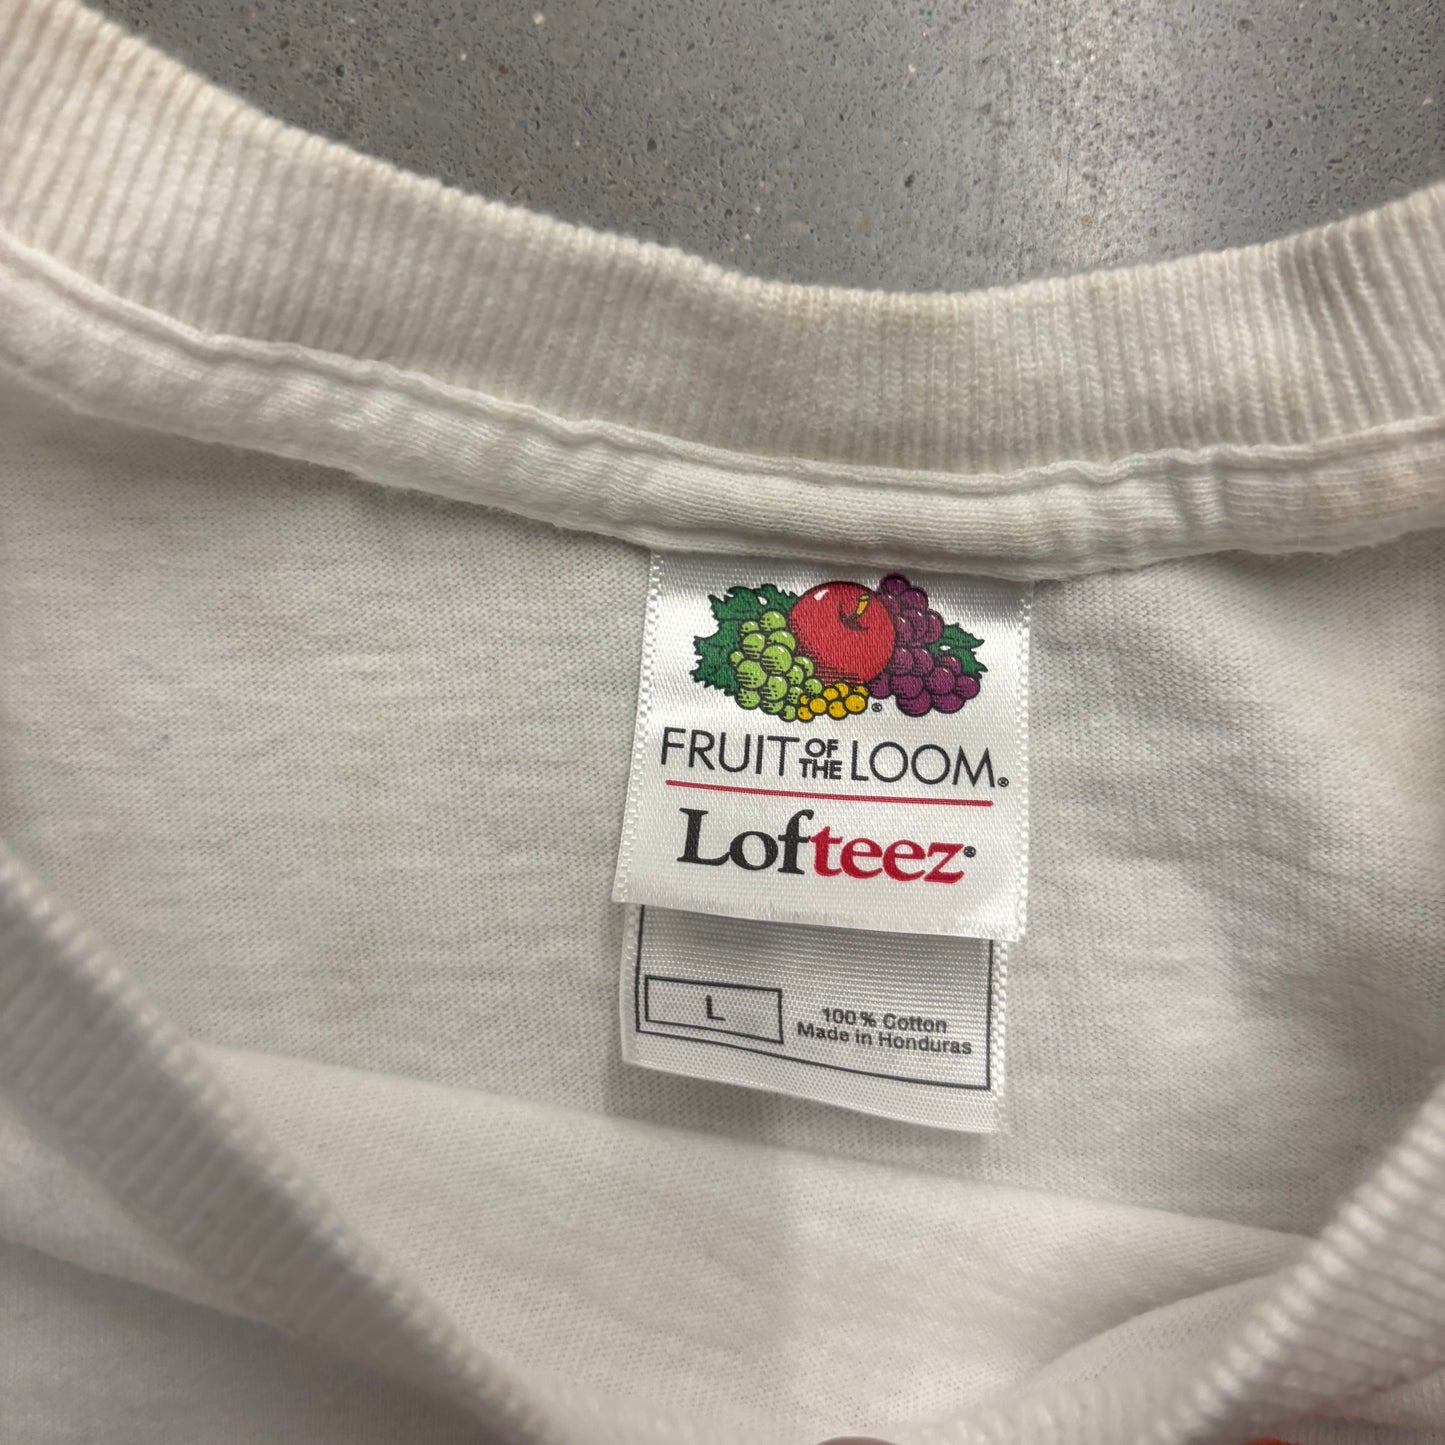 FRUIT OF THE LOOM®
Lofteez®
L
100% Cotton
Made in Honduras